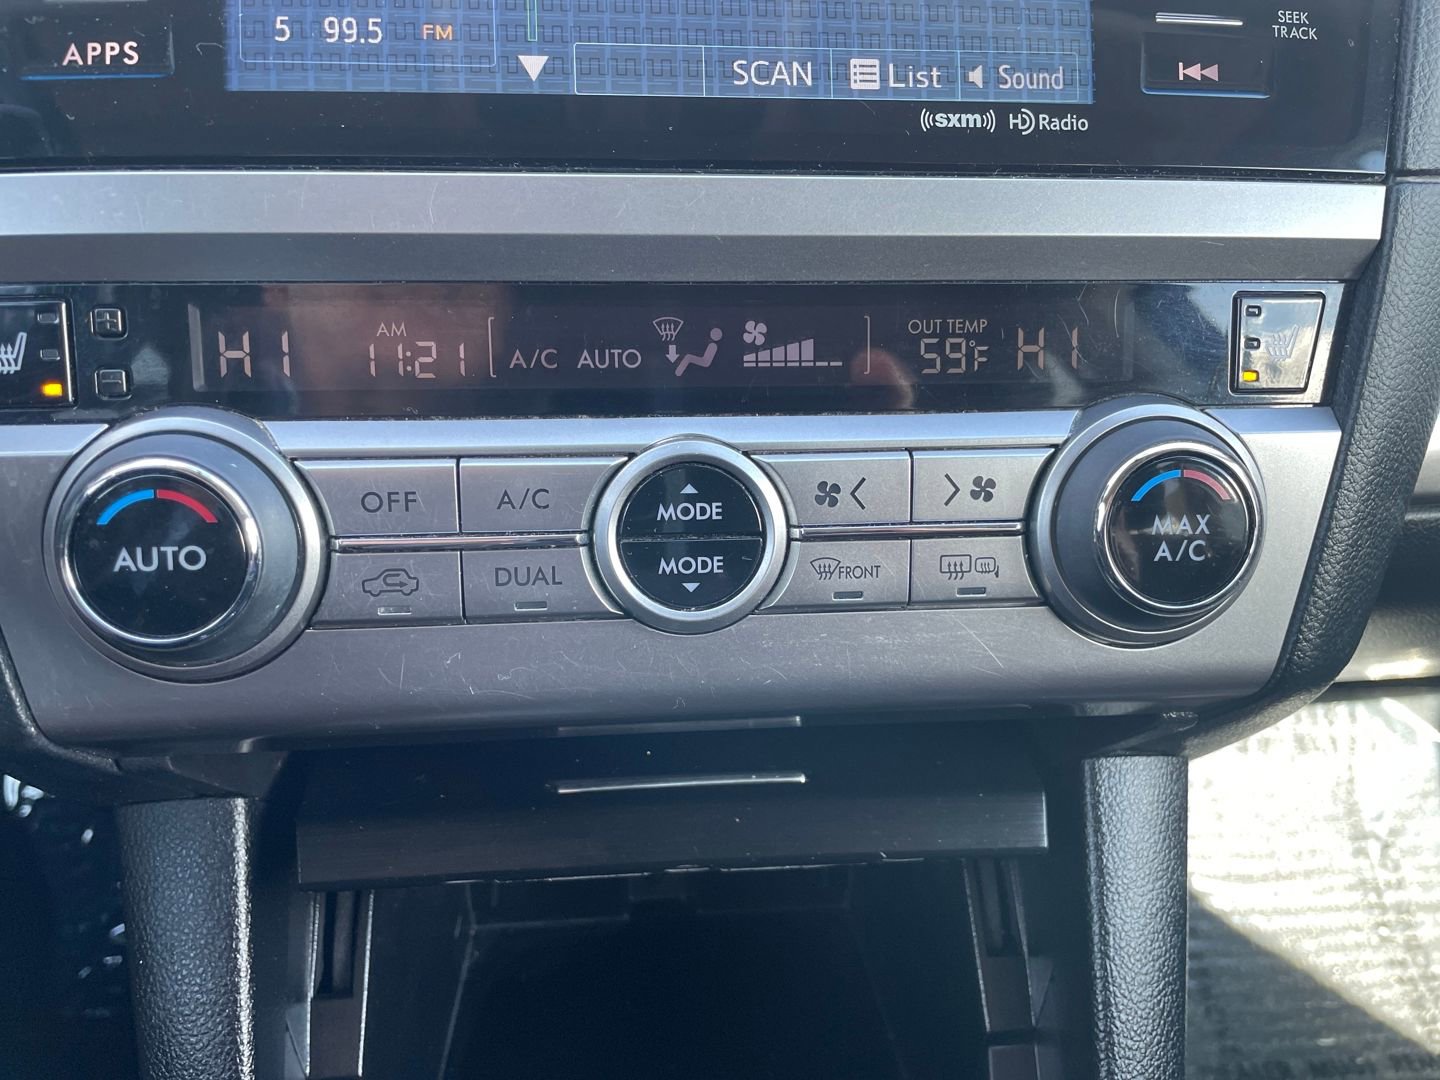 APPS
5 99.5 FM
SCAN List Sound
SEEK
TRACK
((sxm)) HD Radio
HI AM 11:21 A/C AUTO OUT TEMP 59°F HI
AUTO
OFF
A/C
MODE
MODE
DUAL
FRONT
MAX
A/C